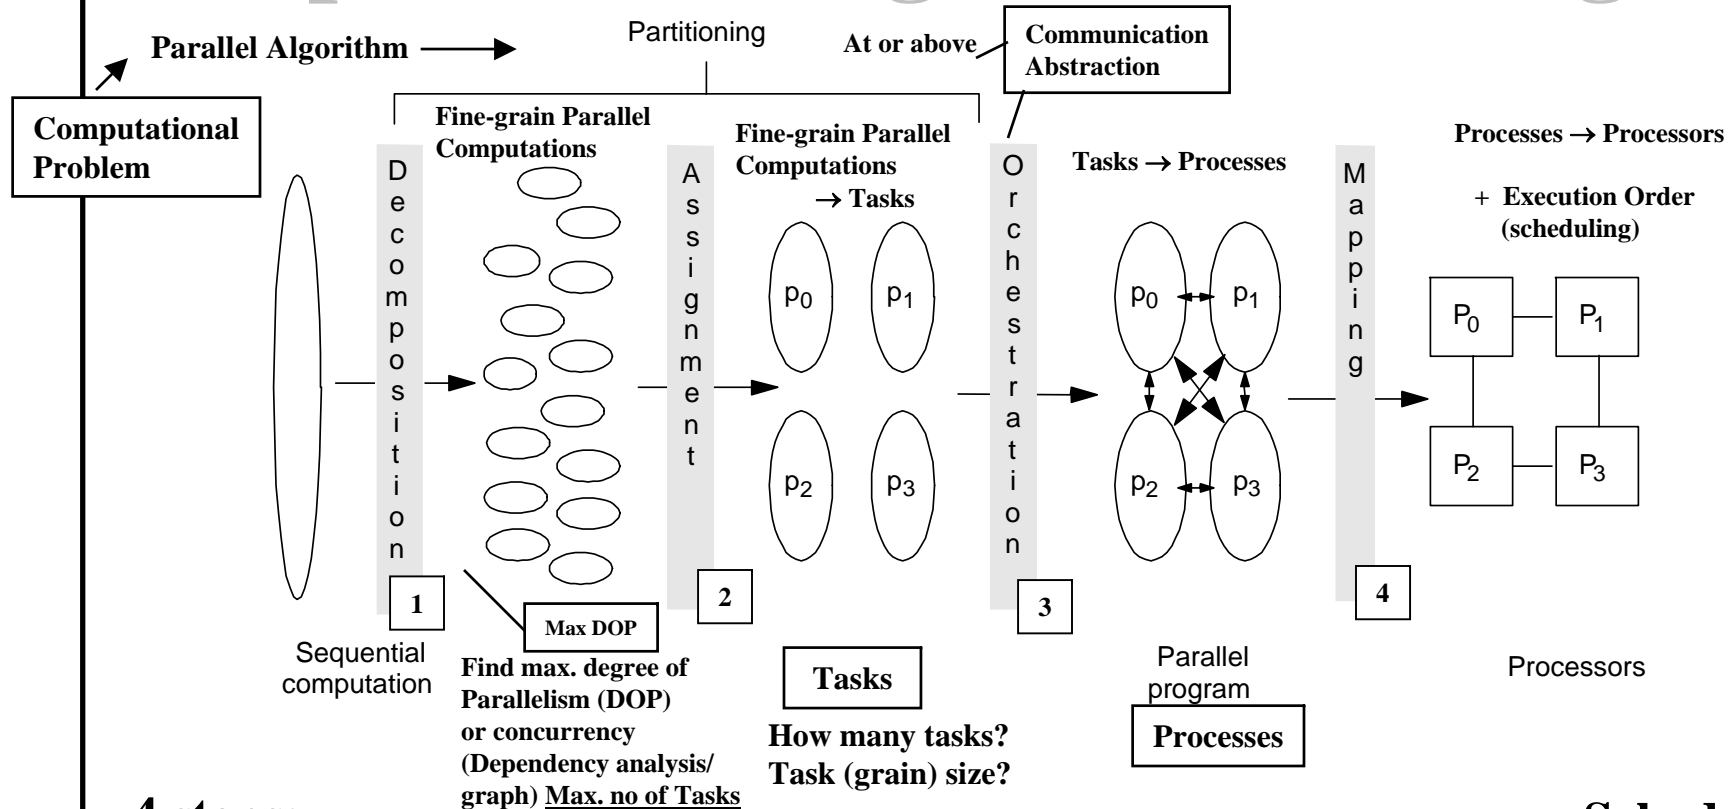 Parallel Algorithm
Partitioning
At or above
Communication
Abstraction
Computational
Problem
Fine-grain Parallel
Computations
Fine-grain Parallel
Computations
→ Tasks
Tasks → Processes
Processes → Processors
+ Execution Order
(scheduling)
Decomposition
Assignment
Orchestration
Mapping
p0
p1
p2
p3
p0
p1
p2
p3
P0
P1
P2
P3
1
2
3
4
Max DOP
Sequential
computation
Find max. degree of
Parallelism (DOP)
or concurrency
(Dependency analysis/
graph) Max. no of Tasks
Tasks
How many tasks?
Task (grain) size?
Parallel
program
Processes
Processors